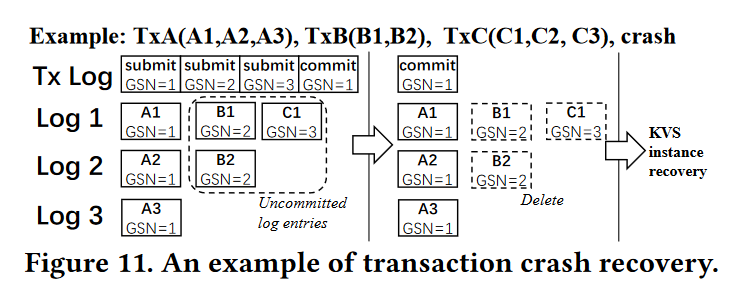 Example: TxA(A1,A2,A3), TxB(B1,B2), TxC(C1,C2, C3), crash
Tx Log submit submit submit commit commit
GSN=1 GSN=2 GSN=3 GSN=1 GSN=1
Log 1 A1 B1 C1 A1 B1 C1
GSN=1 GSN=2 GSN=3 GSN=1 GSN=2 GSN=3
KVS
instance
recovery
Log 2 A2 B2 A2 B2
GSN=1 GSN=2 GSN=1 GSN=2
Uncommitted
log entries
Delete
Log 3 A3 A3
GSN=1 GSN=1
Figure 11. An example of transaction crash recovery.